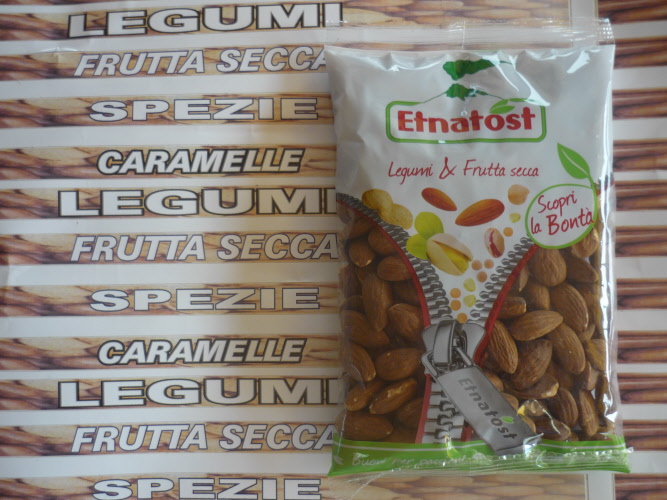 LEGUMI
FRUTTA SECCA
SPEZIE
CARAMELLE
LEGUMI
FRUTTA SECCA
SPEZIE
CARAMELLE
LEGUMI
FRUTTA SECCA
SPEZIE
Etnatost
Legumi & Frutta secca
Scopri
la Bontà
Etnatost